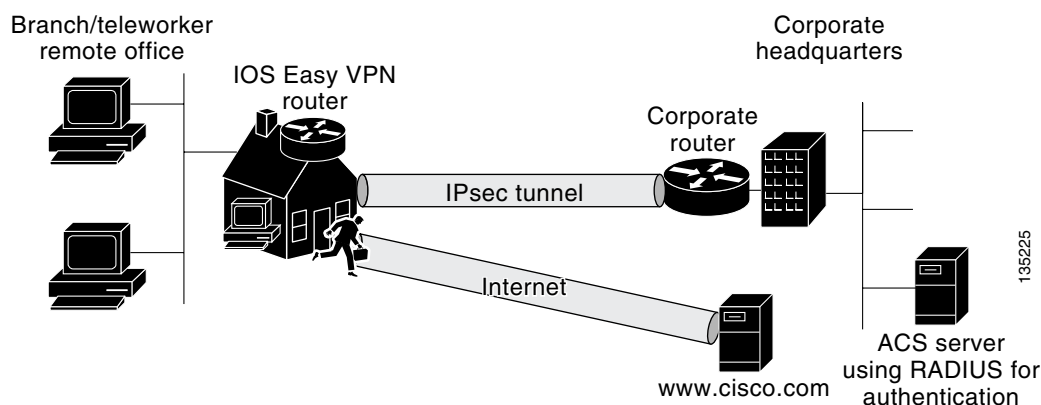 Branch/teleworker
remote office
IOS Easy VPN
router
Corporate
headquarters
Corporate
router
IPsec tunnel
Internet
www.cisco.com
ACS server
using RADIUS for
authentication
135225